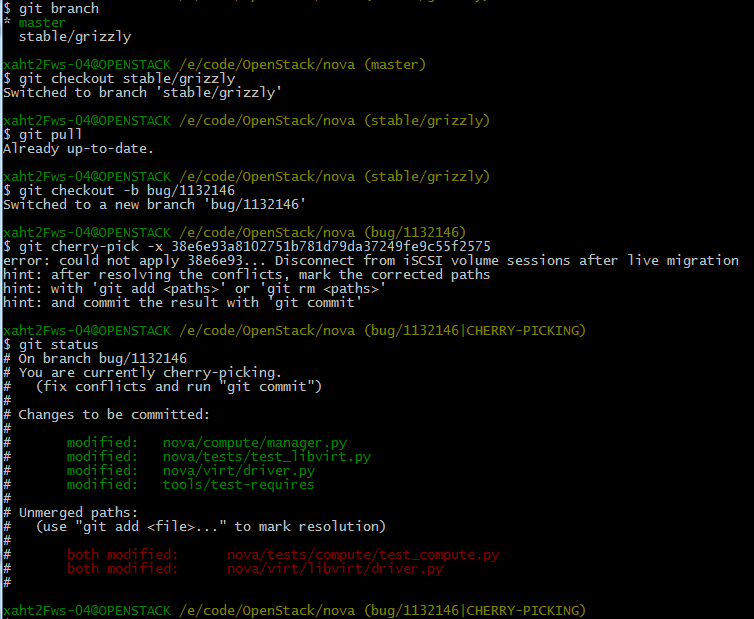 $ git branch
* master
  stable/grizzly
xaht2Fws-04@OPENSTACK /e/code/OpenStack/nova (master)
$ git checkout stable/grizzly
Switched to branch 'stable/grizzly'
xaht2Fws-04@OPENSTACK /e/code/OpenStack/nova (stable/grizzly)
$ git pull
Already up-to-date.
xaht2Fws-04@OPENSTACK /e/code/OpenStack/nova (stable/grizzly)
$ git checkout -b bug/1132146
Switched to a new branch 'bug/1132146'
xaht2Fws-04@OPENSTACK /e/code/OpenStack/nova (bug/1132146)
$ git cherry-pick -x 38e6e93a8102751b781d79da37249fe9c55f2575
error: could not apply 38e6e93... Disconnect from iSCSI volume sessions after live migration
hint: after resolving the conflicts, mark the corrected paths
hint: with 'git add <paths>' or 'git rm <paths>'
hint: and commit the result with 'git commit'
xaht2Fws-04@OPENSTACK /e/code/OpenStack/nova (bug/1132146|CHERRY-PICKING)
$ git status
# On branch bug/1132146
# You are currently cherry-picking.
#   (fix conflicts and run "git commit")
#
# Changes to be committed:
#
#       modified:   nova/compute/manager.py
#       modified:   nova/tests/test_libvirt.py
#       modified:   nova/virt/driver.py
#       modified:   tools/test-requires
#
# Unmerged paths:
#   (use "git add <file>..." to mark resolution)
#
#       both modified:      nova/tests/compute/test_compute.py
#       both modified:      nova/virt/libvirt/driver.py
#
xaht2Fws-04@OPENSTACK /e/code/OpenStack/nova (bug/1132146|CHERRY-PICKING)